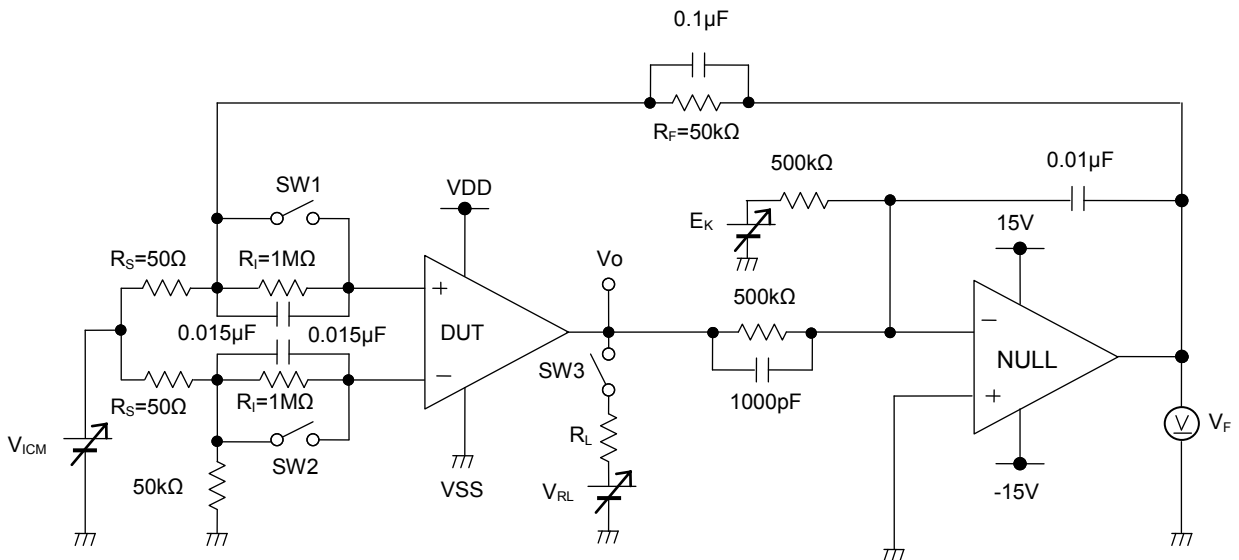 0.1μF
RF=50kΩ
500kΩ
0.01μF
SW1
VDD
EK
15V
RS=50Ω
RI=1MΩ
Vo
500kΩ
+
0.015μF
0.015μF
DUT
−
NULL
SW3
−
+
RS=50Ω
RI=1MΩ
1000pF
V
VF
VICM
SW2
RL
50kΩ
VSS
VRL
-15V